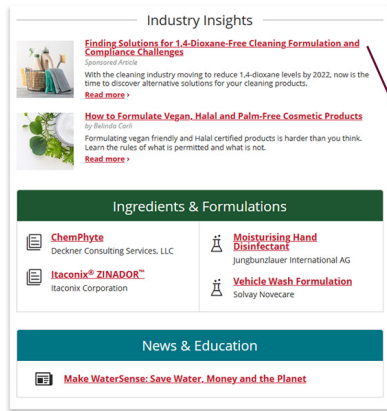 Industry Insights
Finding Solutions for 1,4-Dioxane-Free Cleaning Formulation and
Compliance Challenges
Sponsored Article
With the cleaning industry moving to reduce 1,4-dioxane levels by 2022, now is the
time to discover alternative solutions for your cleaning products.
Read more ›
How to Formulate Vegan, Halal and Palm-Free Cosmetic Products
by Belinda Carli
Formulating vegan friendly and Halal certified products is harder than you think.
Learn the rules of what is permitted and what is not.
Read more ›
Ingredients & Formulations
ChemPhyte
Deckner Consulting Services, LLC
Itaconix® ZINADOR™
Itaconix Corporation
Moisturising Hand
Disinfectant
Jungbunzlauer International AG
Vehicle Wash Formulation
Solvay Novecare
News & Education
Make WaterSense: Save Water, Money and the Planet